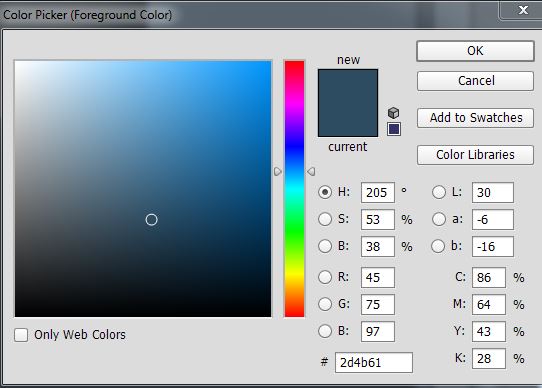 Color Picker (Foreground Color)
x
new
current
OK
Cancel
Add to Swatches
Color Libraries
H: 205 °
S: 53 %
B: 38 %
R: 45
G: 75
B: 97
# 2d4b61
L: 30
a: -6
b: -16
C: 86 %
M: 64 %
Y: 43 %
K: 28 %
Only Web Colors